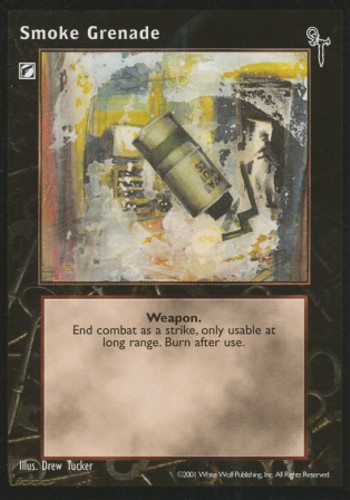 Smoke Grenade
Weapon.
End combat as a strike, only usable at
long range. Burn after use.
Illus. Drew Tucker
©2001 White Wolf Publishing, Inc. All Rights Reserved.